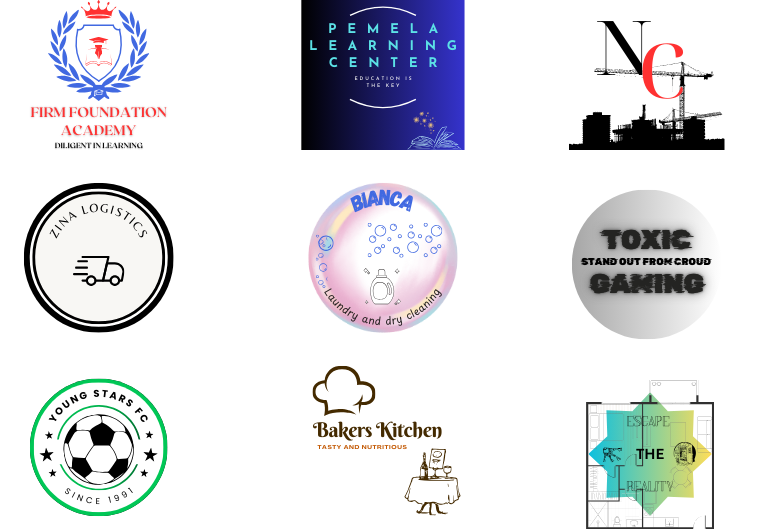 FIRM FOUNDATION
ACADEMY
DILIGENT IN LEARNING
PEMELA
LEARNING
CENTER
EDUCATION IS
THE KEY
NC
ZINA LOGISTICS
BIANCA
Laundry and dry cleaning
TOXIC
STAND OUT FROM CROUD
GAMING
YOUNG STARS FC
SINCE 1991
Bakers Kitchen
TASTY AND NUTRITIOUS
ESCAPE
THE
REALITY